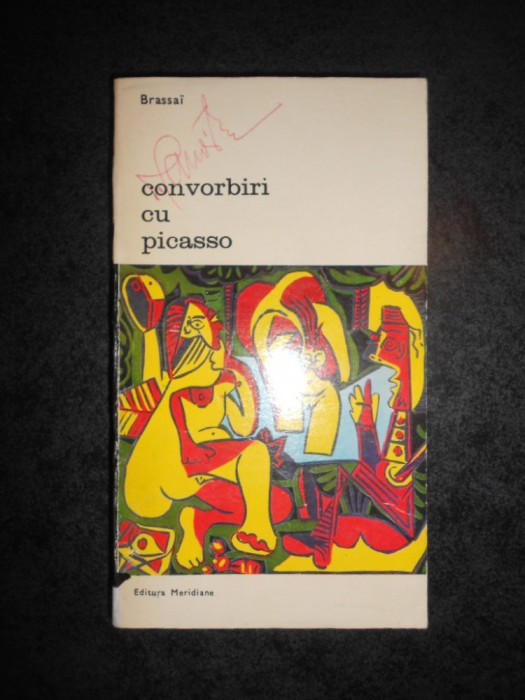 Brassaï
convorbiri
cu
picasso
Editura Meridiane